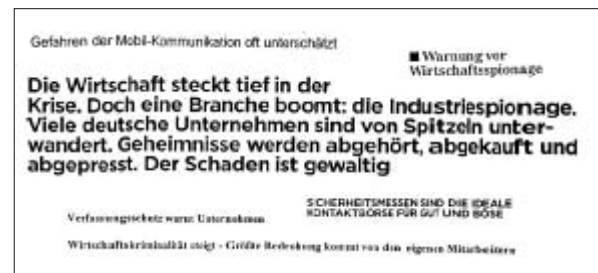 Gefahren der Mobil-Kommunikation oft unterschätzt
■ Warnung vor
Wirtschaftsspionage
Die Wirtschaft steckt tief in der
Krise. Doch eine Branche boomt: die Industriespionage.
Viele deutsche Unternehmen sind von Spitzeln unter-
wandert. Geheimnisse werden abgehört, abgekauft und
abgepresst. Der Schaden ist gewaltig
SICHERHEITSMESSEN SIND DIE IDEALE
KONTAKTBÖRSE FÜR GUT UND BÖSE
Verfassungsschutz warnt Unternehmen
Wirtschaftskriminalität steigt - Größte Bedrohung kommt von den eigenen Mitarbeitern